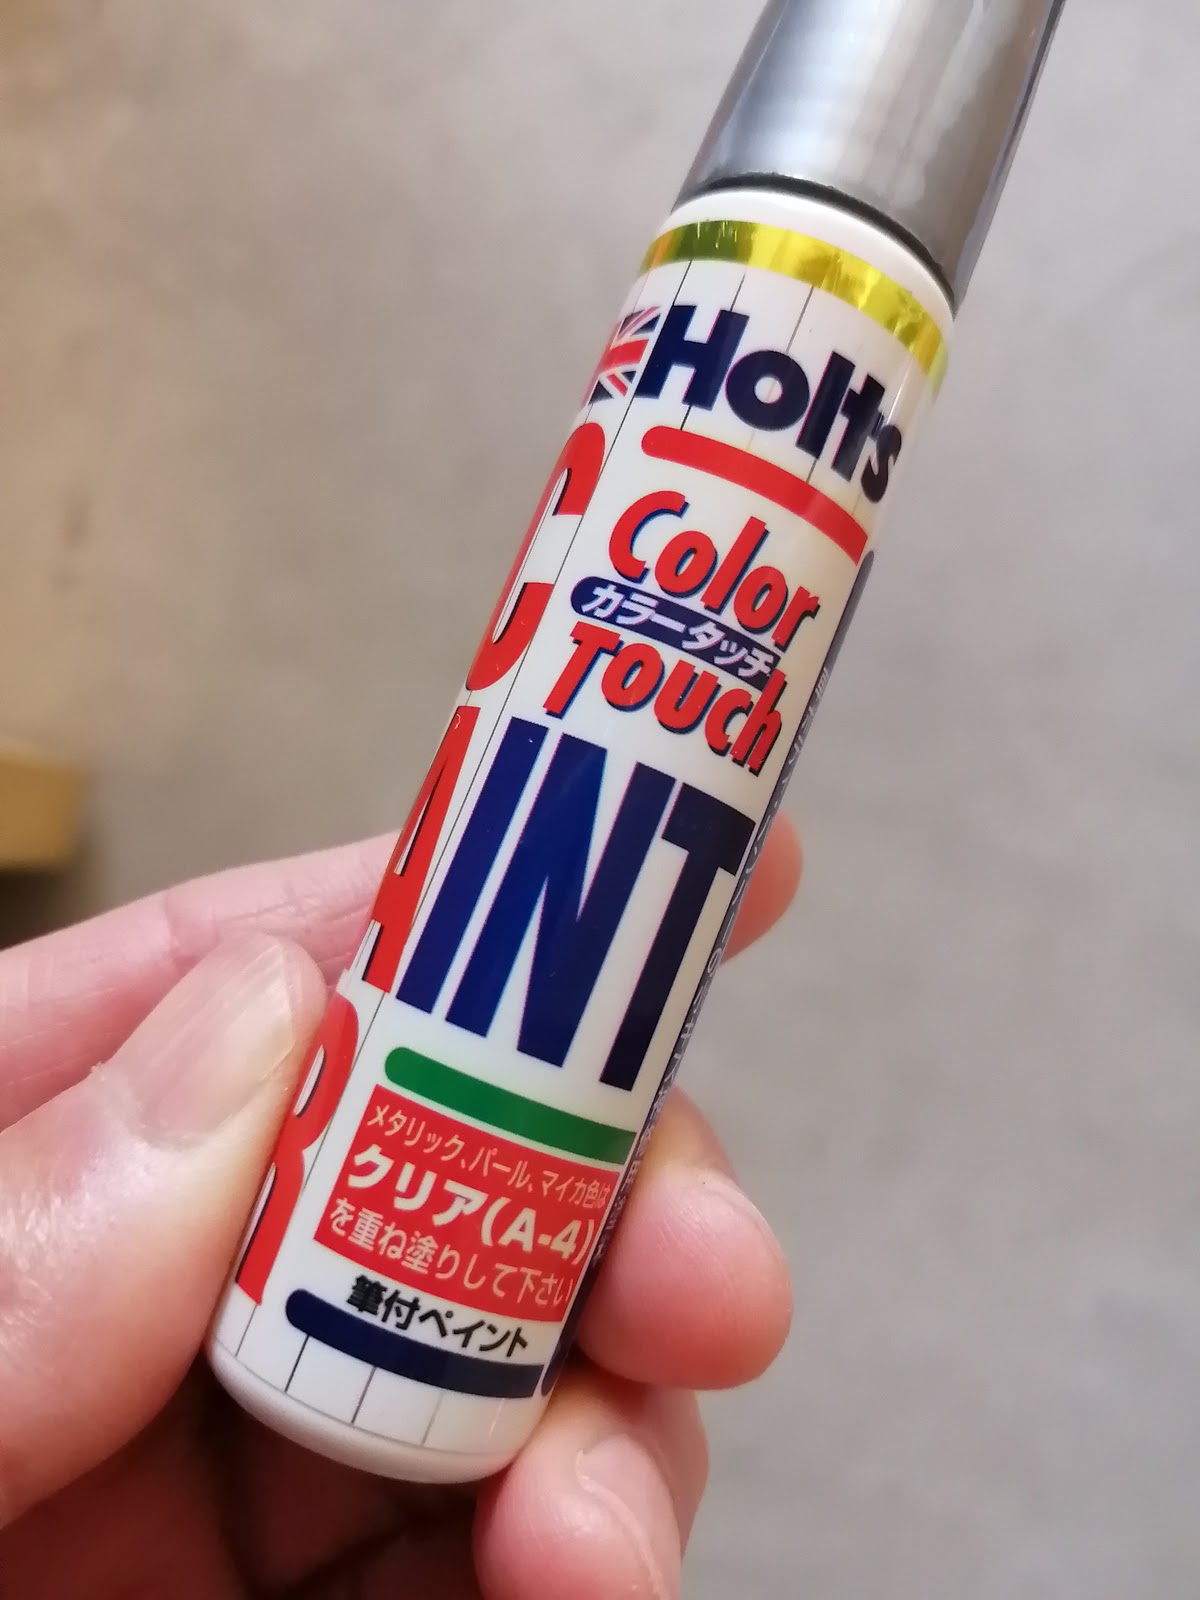 Holts
Color
カラータッチ
Touch
AINT
メタリック、パール、マイカ色は
クリア(A-4)
を重ね塗りして下さい
筆付ペイント